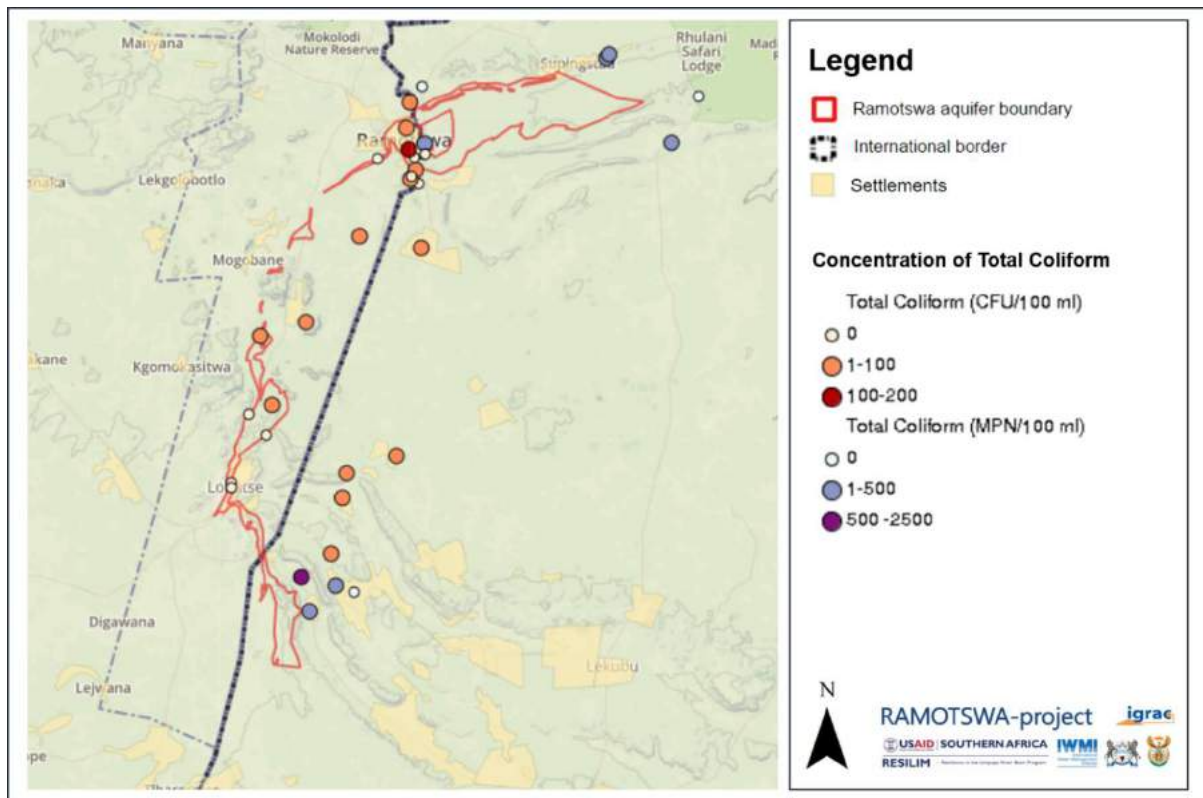 Manyana
Mokolodi
Nature Reserve
Rhulani
Safari
Lodge
Mad
Lekgolobotlo
Mogobane
Kgomokasitwa
akane
Digawana
Lejwana
Lekubu
Legend
Ramotswa aquifer boundary
International border
Settlements
Concentration of Total Coliform
Total Coliform (CFU/100 ml)
0
1-100
100-200
Total Coliform (MPN/100 ml)
0
1-500
500 -2500
N
RAMOTSWA-project
igrac
USAID SOUTHERN AFRICA
RESILIM
IWMI